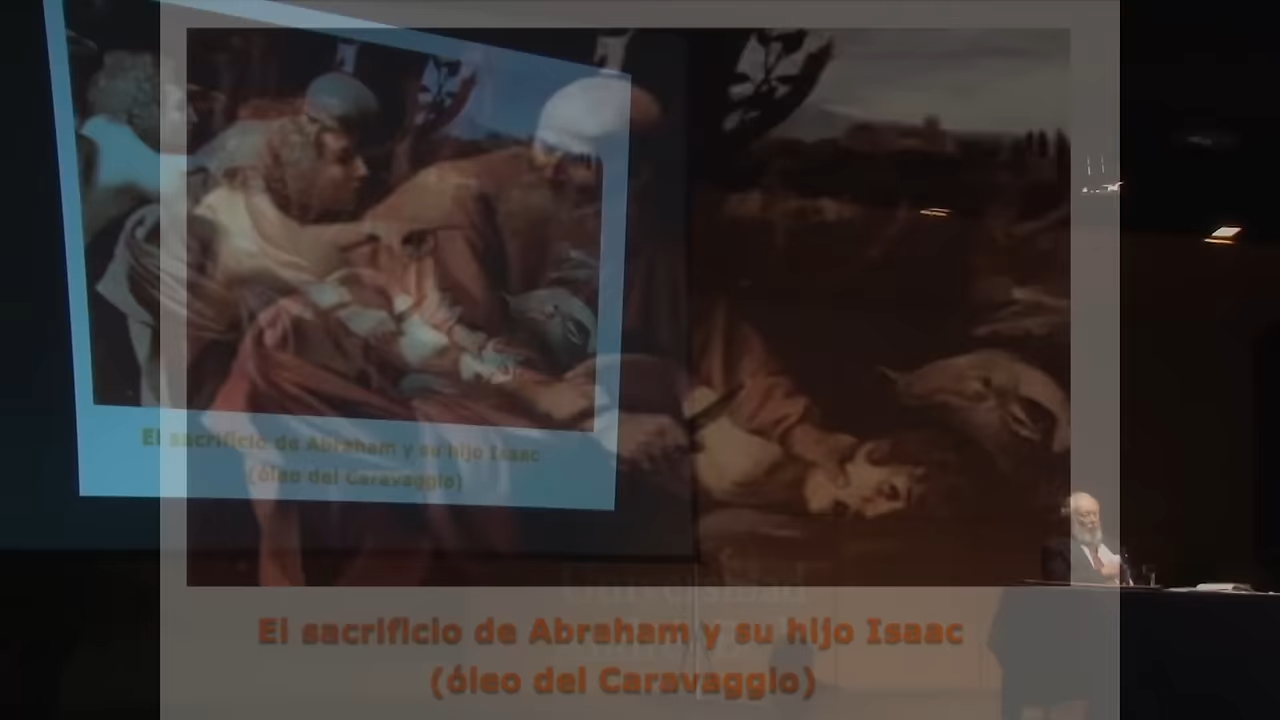 El sacrificio de Abraham y su hijo Isaac
(óleo del Caravaggio)
El sacrificio de Abraham y su hijo Isaac
(óleo del Caravaggio)
Universidad